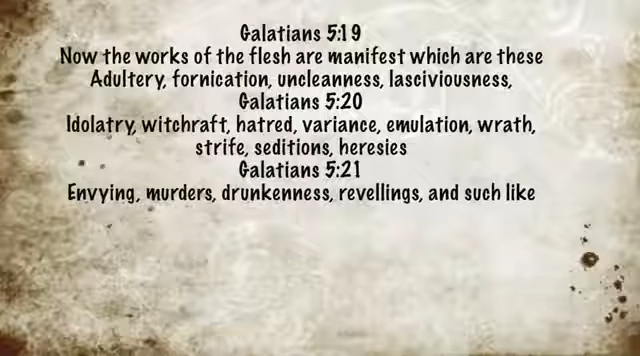 Galatians 5:19
Now the works of the flesh are manifest which are these
Adultery, fornication, uncleanness, lasciviousness,
Galatians 5:20
Idolatry, witchcraft, hatred, variance, emulation, wrath,
strife, seditions, heresies
Galatians 5:21
Envying, murders, drunkenness, revellings, and such like